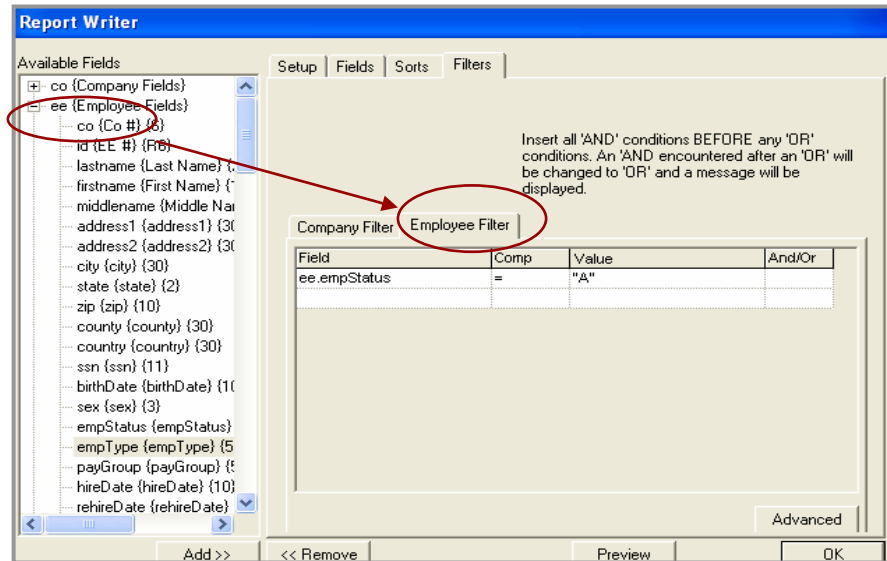 Report Writer
Available Fields
co {Company Fields}
ee {Employee Fields}
co {Co #} {6}
id {EE #} {R6}
lastname {Last Name} {
firstname {First Name} {
middlename {Middle Nar
address1 {address1} {30
address2 {address2} {30
city {city} {30}
state {state} {2}
zip {zip} {10}
county {county} {30}
country {country} {30}
ssn {ssn} {11}
birthDate {birthDate} {10
sex {sex} {3}
empStatus {empStatus}
empType {empType} {5
payGroup {payGroup} {5
hireDate {hireDate} {10}
rehireDate {rehireDate}
Add >>
Setup Fields Sorts Filters
Insert all 'AND' conditions BEFORE any 'OR'
conditions. An 'AND encountered after an 'OR' will
be changed to 'OR' and a message will be
displayed.
Company Filter Employee Filter
Field Comp Value And/Or
ee.empStatus = "A"
Advanced
<< Remove Preview OK